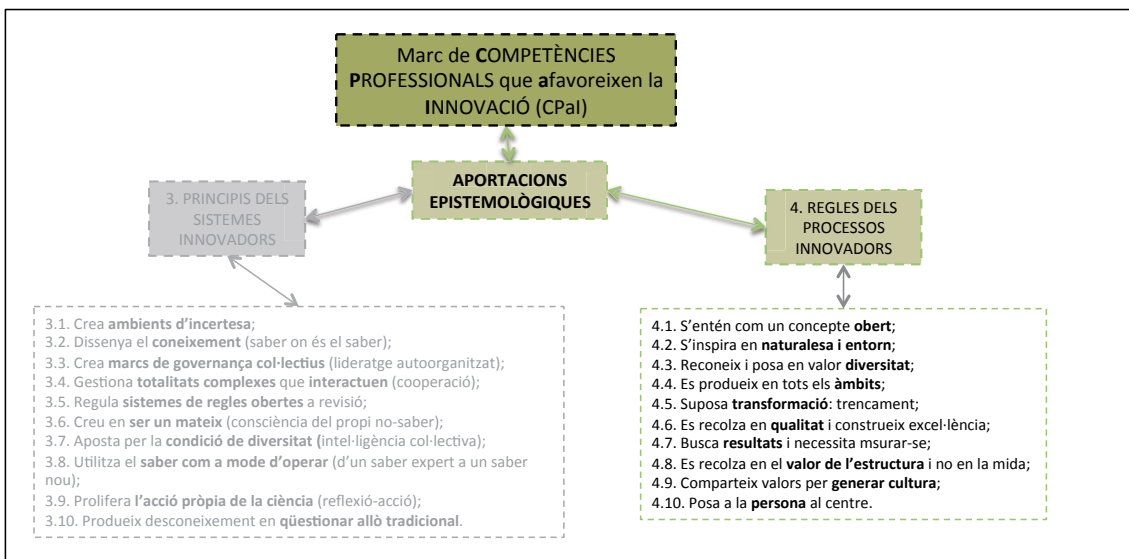 Marc de COMPETÈNCIES
PROFESSIONALS que afavoreixen la
INNOVACIÓ (CPaI)
APORTACIONS
EPISTEMOLÒGIQUES
3. PRINCIPIS DELS
SISTEMES
INNOVADORS
4. REGLES DELS
PROCESSOS
INNOVADORS
3.1. Crea ambients d’incertesa;
3.2. Dissenya el coneixement (saber on és el saber);
3.3. Crea marcs de governança col·lectius (lideratge autoorganitzat);
3.4. Gestiona totalitats complexes que interactuen (cooperació);
3.5. Regula sistemes de regles obertes a revisió;
3.6. Creu en ser un mateix (consciència del propi no-saber);
3.7. Aposta per la condició de diversitat (intel·ligència col·lectiva);
3.8. Utilitza el saber com a mode d’operar (d’un saber expert a un saber
nou);
3.9. Prolifera l’acció pròpia de la ciència (reflexió-acció);
3.10. Produeix desconeixement en qüestionar allò tradicional.
4.1. S’entén com un concepte obert;
4.2. S’inspira en naturalesa i entorn;
4.3. Reconeix i posa en valor diversitat;
4.4. Es produeix en tots els àmbits;
4.5. Suposa transformació: trencament;
4.6. Es recolza en qualitat i construeix excel·lència;
4.7. Busca resultats i necessita msurar-se;
4.8. Es recolza en el valor de l’estructura i no en la mida;
4.9. Comparteix valors per generar cultura;
4.10. Posa a la persona al centre.